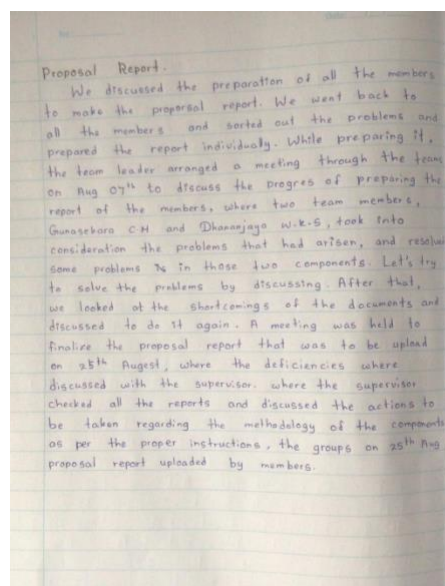 Proposal Report.
We discussed the preparation of all the members
to make the proporsal report. We went back to
all the members and sorted out the problems and
prepared the report individually. While preparing it,
the team leader arranged a meeting through the team
on Aug 07th to discuss the progres of preparing the
report of the members, where two team members,
Gunasekara C H and Dhananjaya W.K.S, took into
consideration the problems that had arisen, and resolve
some problems in those two components. Let's try
to solve the problems by discussing. After that,
we looked at the shortcomings of the documents and
discussed to do it again. A meeting was held to
finalize the proposal report that was to be upload
on 25th Augest, where the deficiencies where
discussed with the supervisor. where the supervisor
checked all the reports and discussed the actions to
be taken regarding the methodology of the components
as per the proper instructions, the groups on 25th Aug
proposal report uploaded by members.